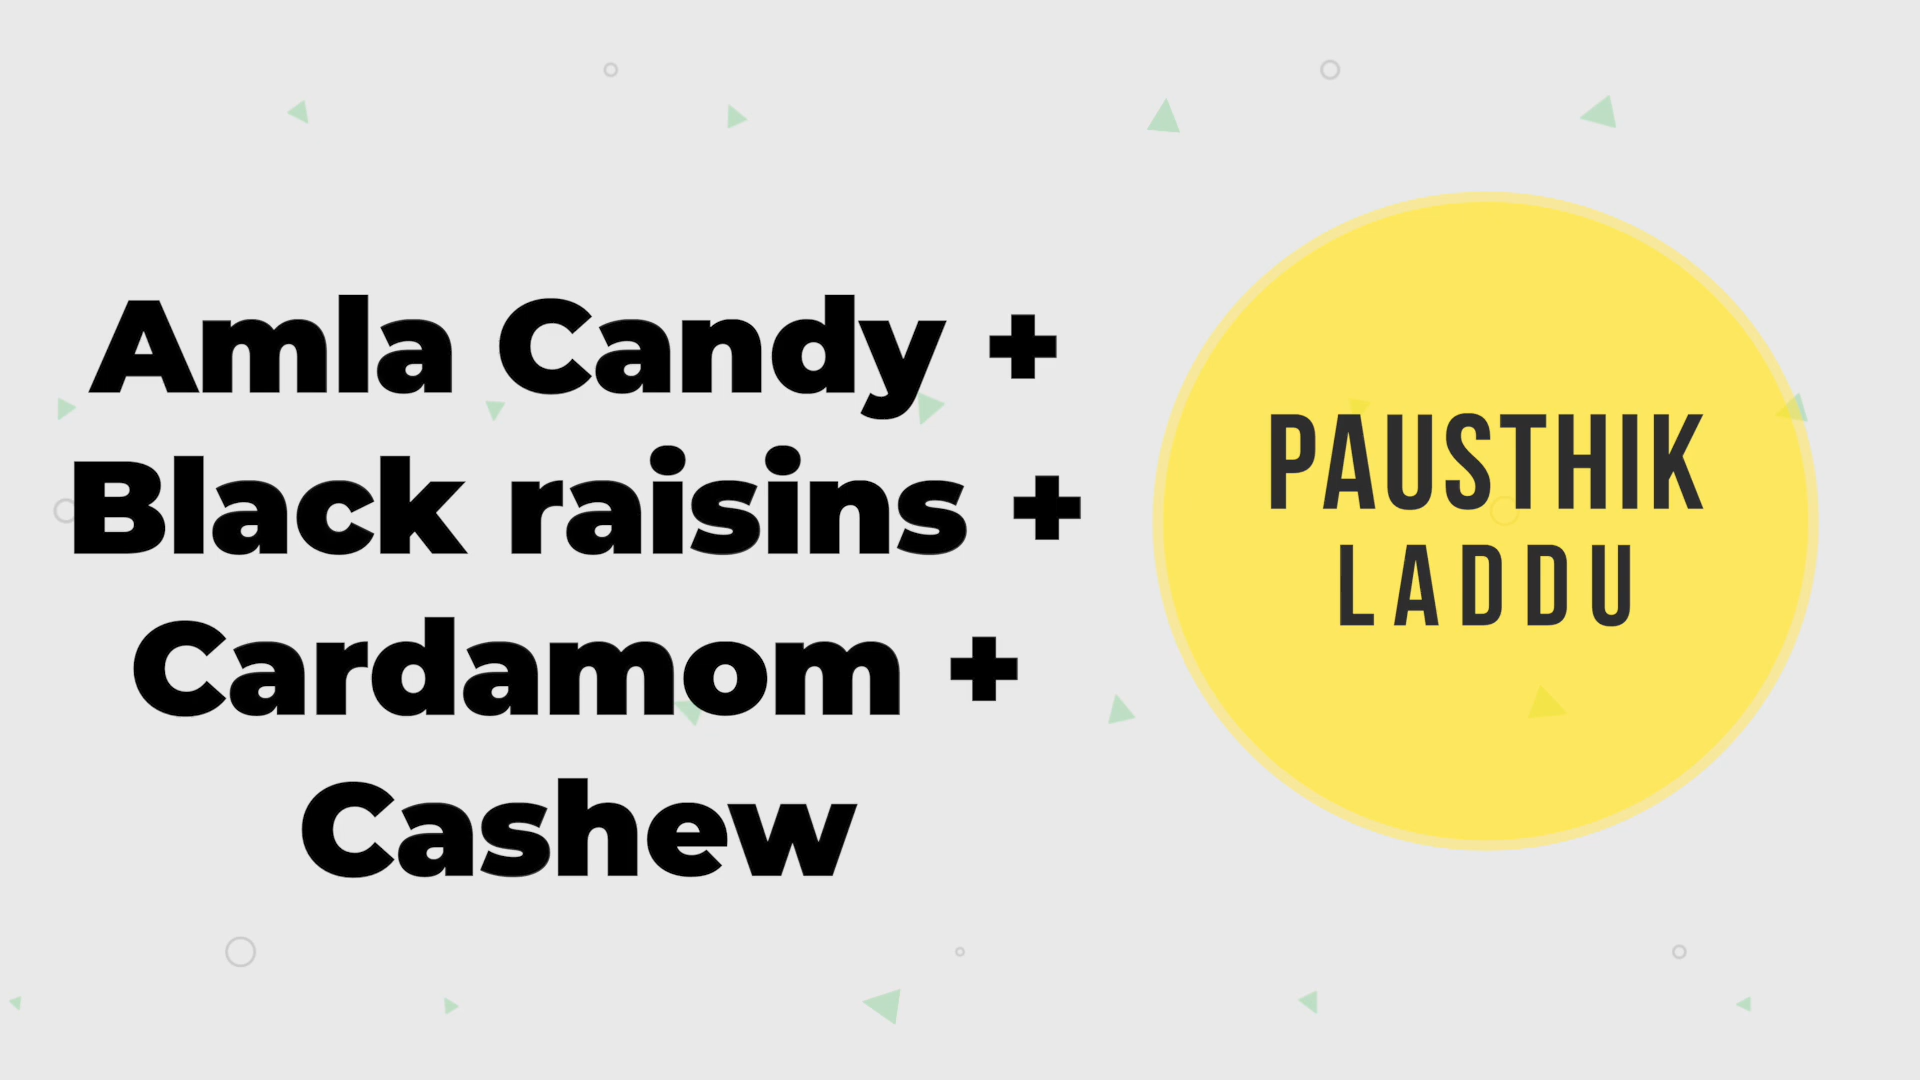 Amla Candy +
Black raisins +
Cardamom +
Cashew
PAUSTHIK
LADDU